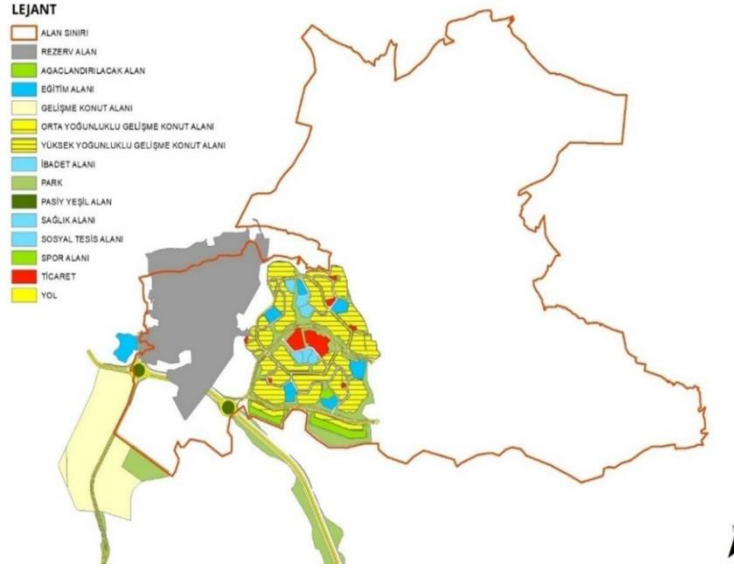 LEJANT
ALAN SINIRI
REZERV ALAN
AGACLANDIRILACAK ALAN
EĞİTİM ALANI
GELİŞME KONUT ALANI
ORTA YOĞUNLUKLU GELİŞME KONUT ALANI
YÜKSEK YOĞUNLUKLU GELİŞME KONUT ALANI
İBADET ALANI
PARK
PASİY YEŞİL ALAN
SAĞLIK ALANI
SOSYAL TESİS ALANI
SPOR ALANI
TİCARET
YOL